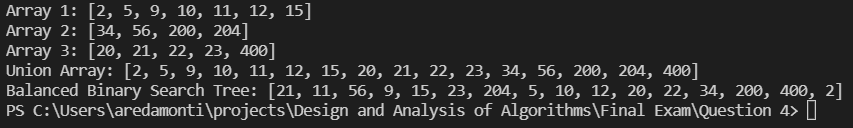 Array 1: [2, 5, 9, 10, 11, 12, 15]
Array 2: [34, 56, 200, 204]
Array 3: [20, 21, 22, 23, 400]
Union Array: [2, 5, 9, 10, 11, 12, 15, 20, 21, 22, 23, 34, 56, 200, 204, 400]
Balanced Binary Search Tree: [21, 11, 56, 9, 15, 23, 204, 5, 10, 12, 20, 22, 34, 200, 400, 2]
PS C:\Users\aredamonti\projects\Design and Analysis of Algorithms\Final Exam\Question 4>